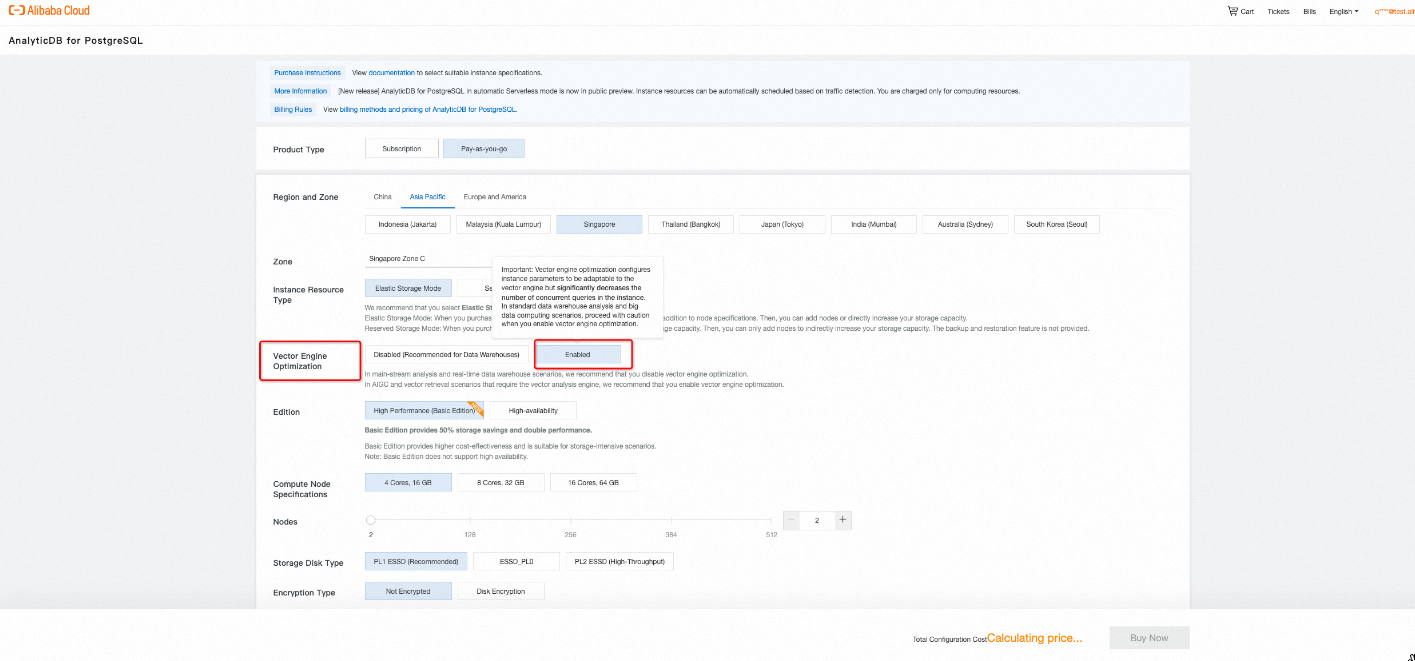 Alibaba Cloud
Cart Tickets Bills English
AnalyticDB for PostgreSQL
Purchase Instructions View documentation to select suitable instance specifications.
More Information [New release] AnalyticDB for PostgreSQL in automatic Serverless mode is now in public preview. Instance resources can be automatically scheduled based on traffic detection. You are charged only for computing resources.
Billing Rules View billing methods and pricing of AnalyticDB for PostgreSQL.
Product Type Subscription Pay-as-you-go
Region and Zone China Asia Pacific Europe and America
Indonesia (Jakarta) Malaysia (Kuala Lumpur) Singapore Thailand (Bangkok) Japan (Tokyo) India (Mumbai) Australia (Sydney) South Korea (Seoul)
Zone Singapore Zone C
Important: Vector engine optimization configures
instance parameters to be adaptable to the
vector engine but significantly decreases the
number of concurrent queries in the instance.
In standard data warehouse analysis and big
data computing scenarios, proceed with caution
when you enable vector engine optimization.
Instance Resource
Type
Elastic Storage Mode Se
We recommend that you select Elastic St
Elastic Storage Mode: When you purchas addition to node specifications. Then, you can add nodes or directly increase your storage capacity.
Reserved Storage Mode: When you purch ge capacity. Then, you can only add nodes to indirectly increase your storage capacity. The backup and restoration feature is not provided.
Vector Engine
Optimization
Disabled (Recommended for Data Warehouses) Enabled
In main-stream analysis and real-time data warehouse scenarios, we recommend that you disable vector engine optimization.
In AIGC and vector retrieval scenarios that require the vector analysis engine, we recommend that you enable vector engine optimization.
Edition High Performance (Basic Edition) High-availability
Basic Edition provides 50% storage savings and double performance.
Basic Edition provides higher cost-effectiveness and is suitable for storage-intensive scenarios.
Note: Basic Edition does not support high availability.
Compute Node
Specifications
4 Cores, 16 GB 8 Cores, 32 GB 16 Cores, 64 GB
Nodes − 2 +
2 128 256 384 512
Storage Disk Type PL1 ESSD (Recommended) ESSD_PL0 PL2 ESSD (High-Throughput)
Encryption Type Not Encrypted Disk Encryption
Total Configuration Cost Calculating price... Buy Now